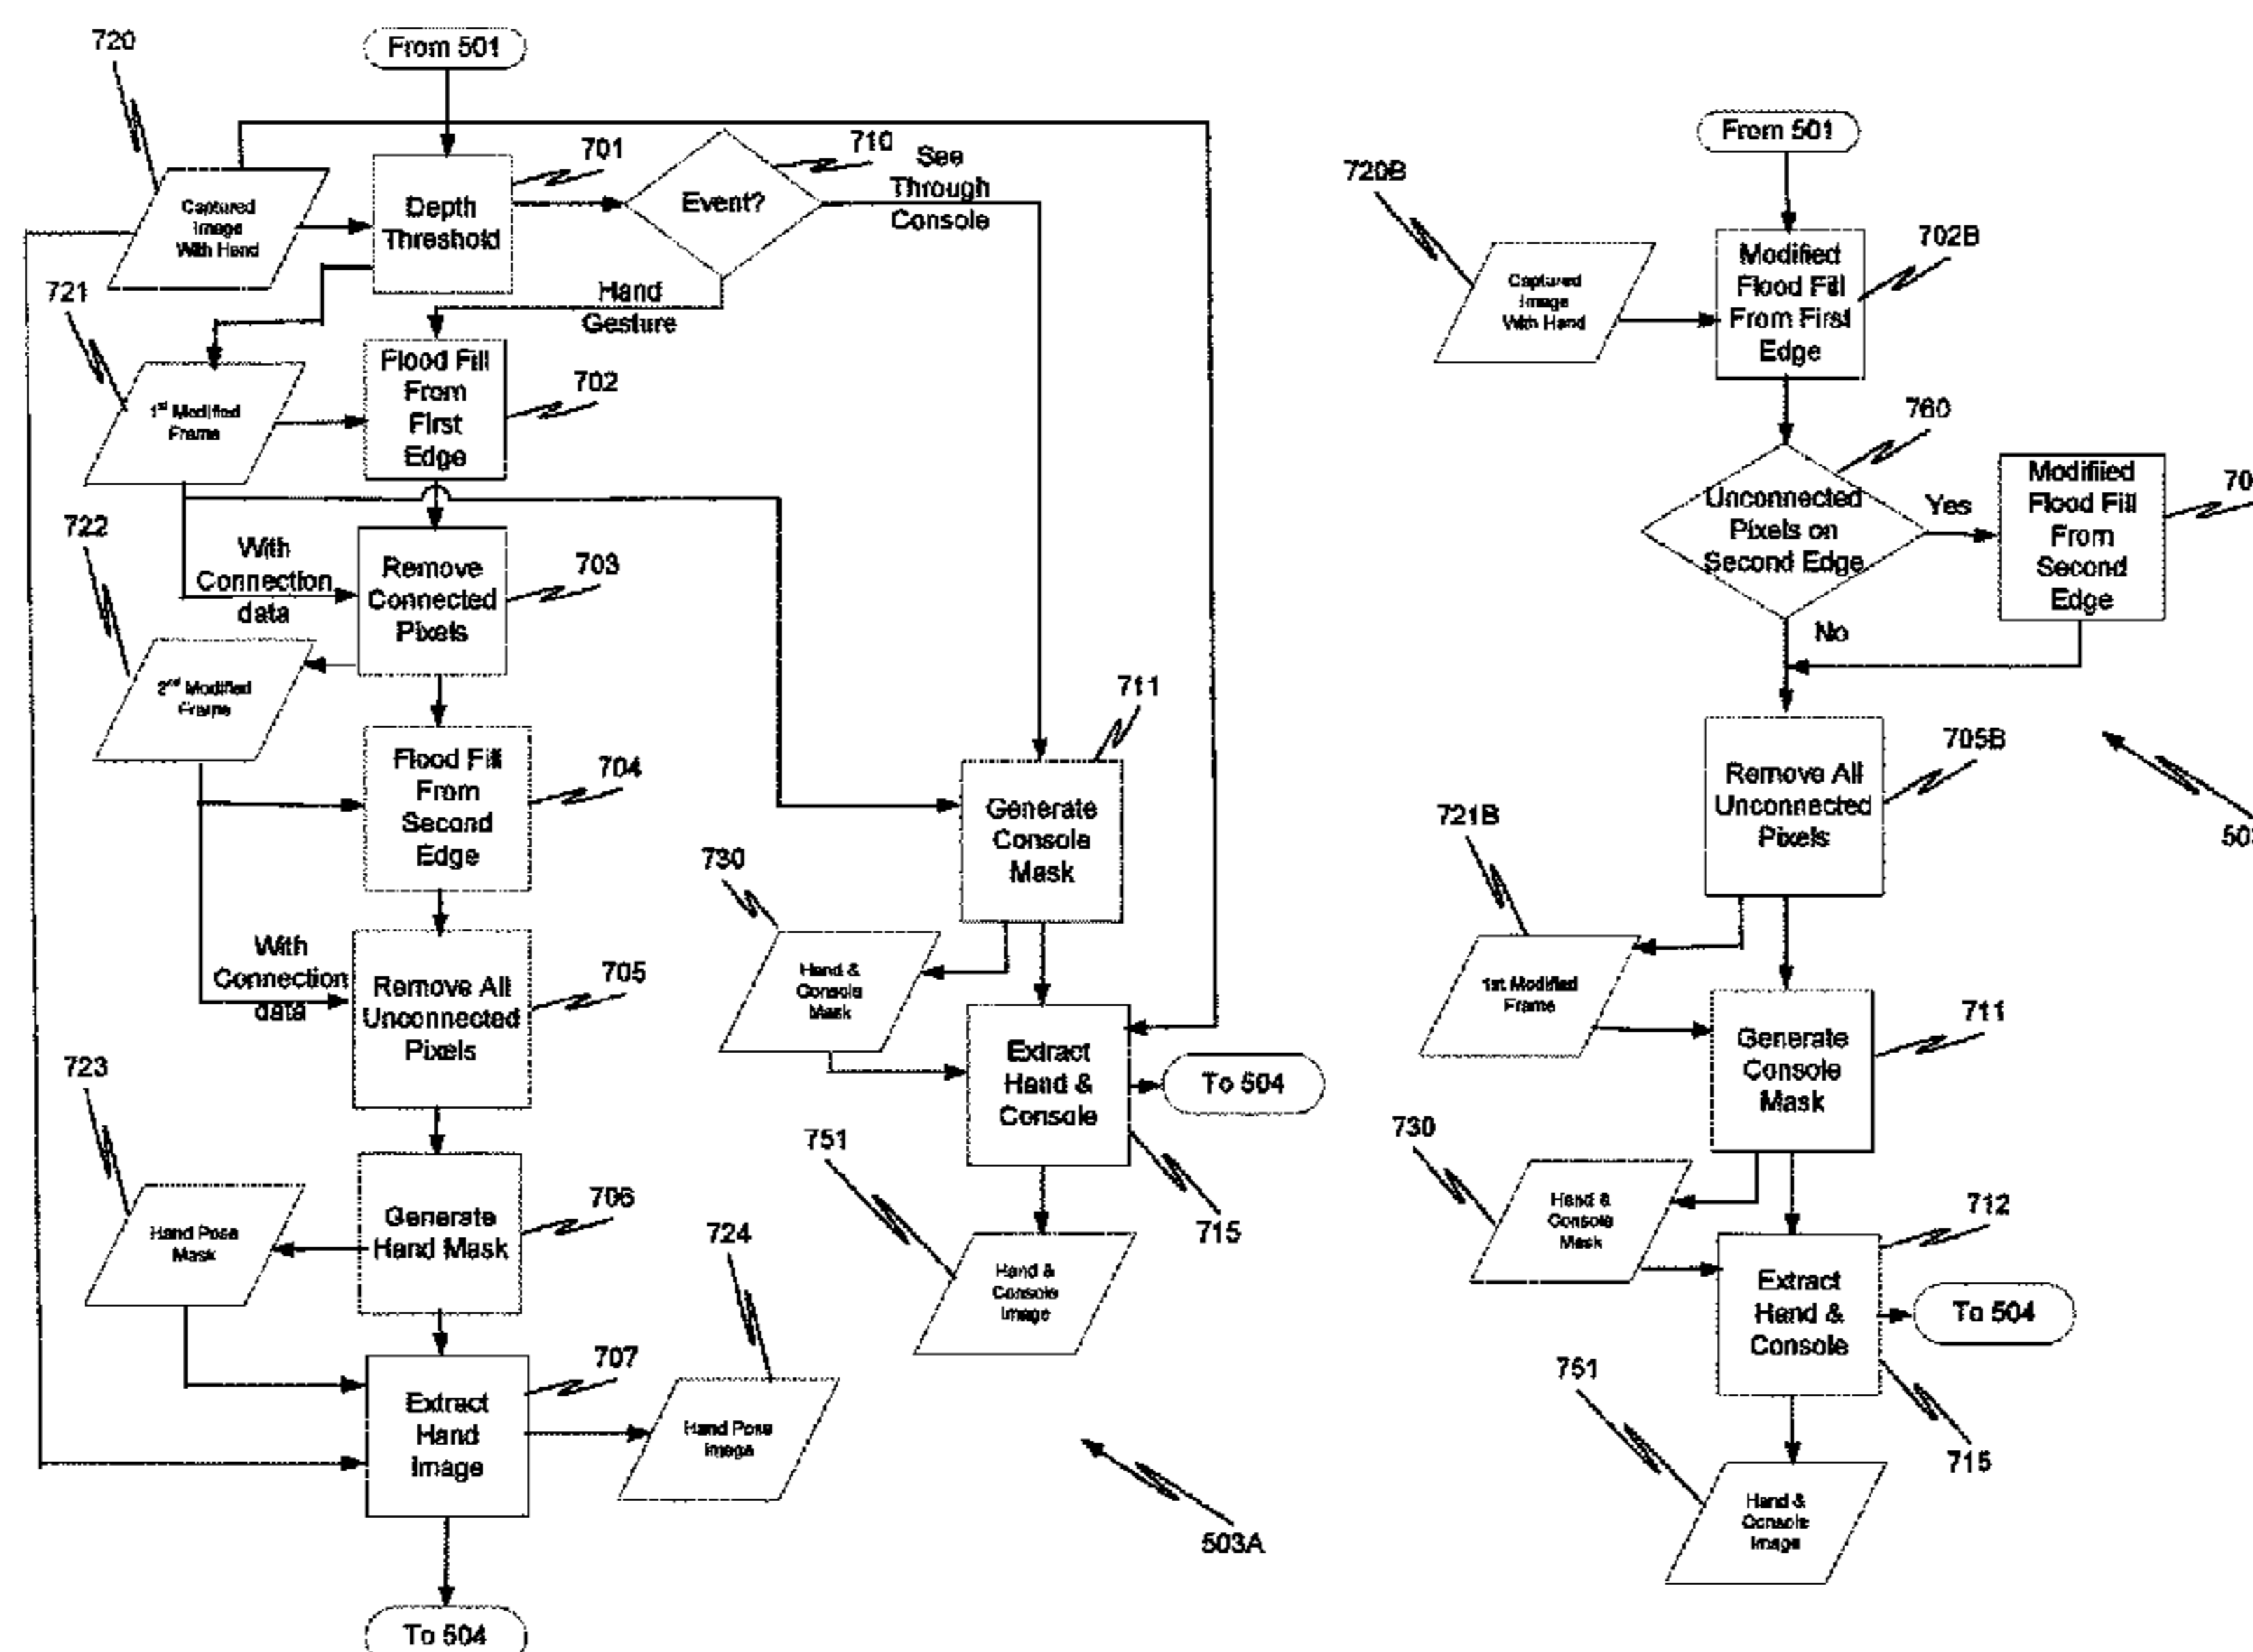 720
From 501
701
710
See
Through
Console
Captured
Image
With Hand
Depth
Threshold
Event?
721
Hand
Gesture
1st Modified
Frame
Flood Fill
From
First
Edge
702
722
With
Connection
data
Remove
Connected
Pixels
703
2nd Modified
Frame
711
Flood Fill
From
Second
Edge
704
Generate
Console
Mask
730
With
Connection
data
Remove All
Unconnected
Pixels
705
Hand &
Console
Mask
Extract
Hand &
Console
To 504
723
751
715
Hand Pose
Mask
Generate
Hand Mask
706
724
Hand &
Console
Image
707
Extract
Hand
Image
Hand Pose
Image
503A
To 504
From 501
720B
702B
Captured
Image
With Hand
Modified
Flood Fill
From First
Edge
760
Unconnected
Pixels on
Second Edge
Yes
Modifiied
Flood Fill
From
Second
Edge
70
No
705B
Remove All
Unconnected
Pixels
721B
1st Modified
Frame
711
Generate
Console
Mask
730
Hand &
Console
Mask
712
Extract
Hand &
Console
To 504
751
715
Hand &
Console
Image